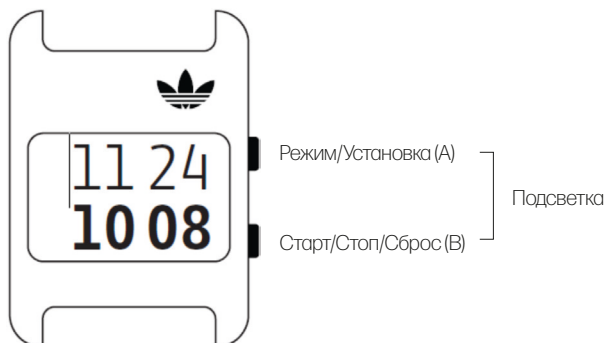 11 24
10 08
Режим/Установка (A)
Подсветка
Старт/Стоп/Сброс (B)